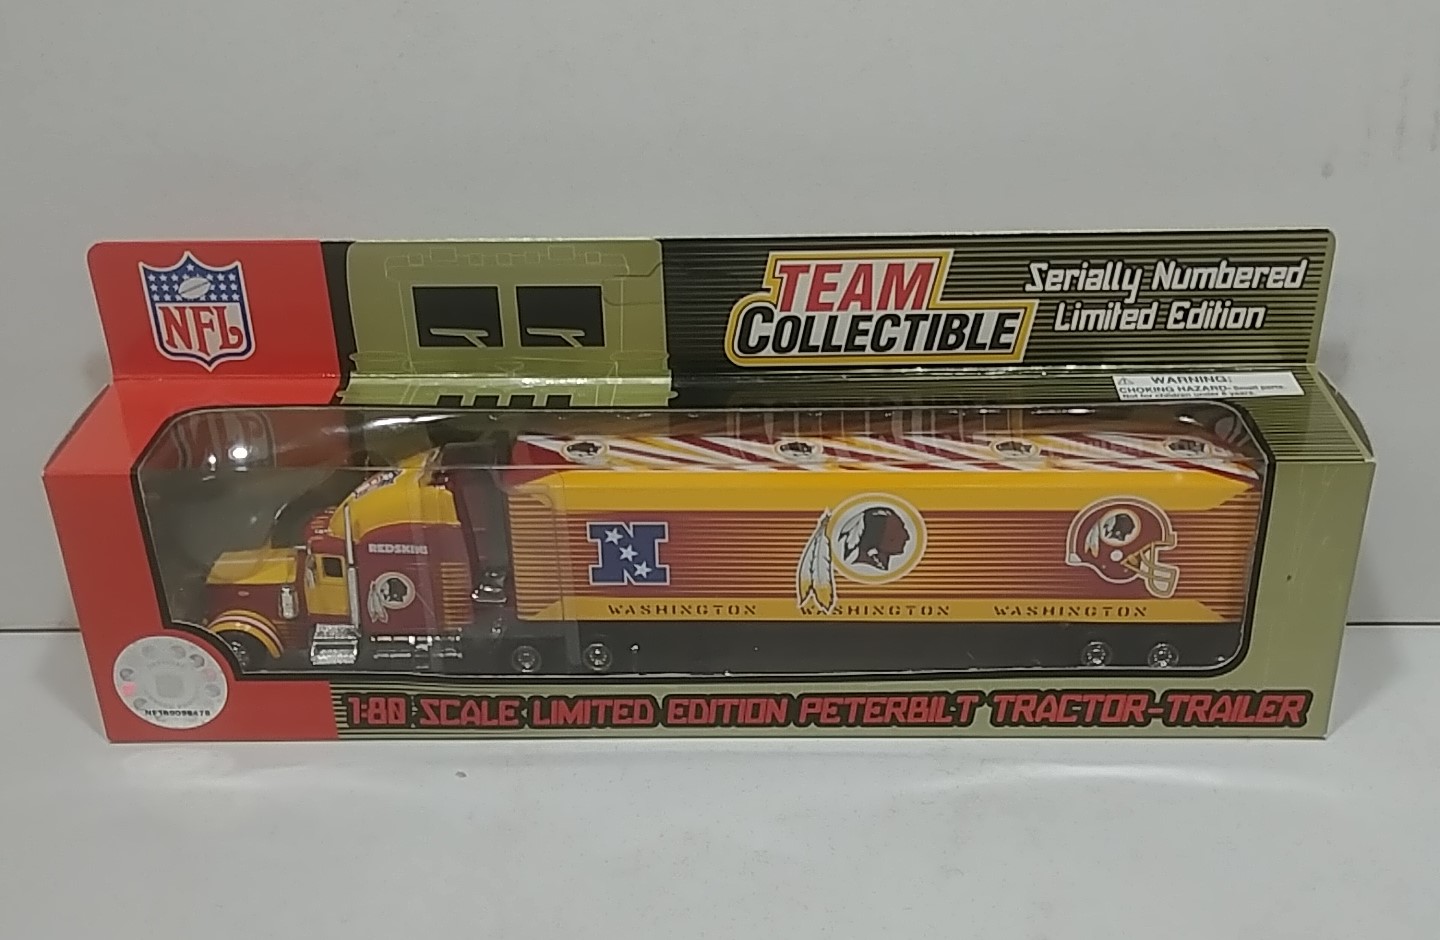 NFL
TEAM
COLLECTIBLE
Serially Numbered
Limited Edition
WARNING:
CHOKING HAZARD- Small parts
Not for children under 8 years.
REDSKINS
N
WASHINGTON WASHINGTON WASHINGTON
1:80 SCALE LIMITED EDITION PETERBILT TRACTOR-TRAILER